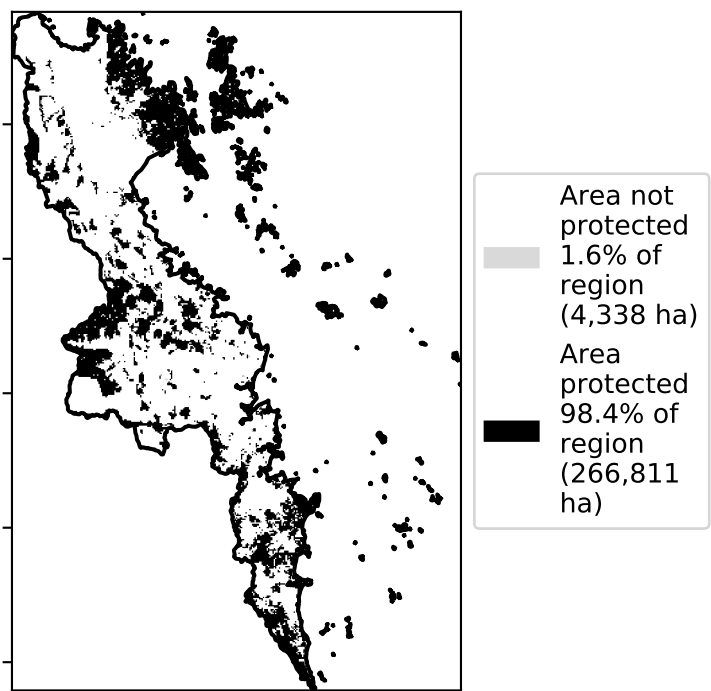 Area not
protected
1.6% of
region
(4,338 ha)
Area
protected
98.4% of
region
(266,811
ha)